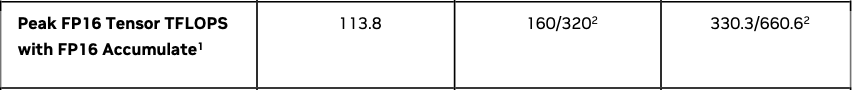 Peak FP16 Tensor TFLOPS
with FP16 Accumulate¹
113.8
160/320²
330.3/660.6²